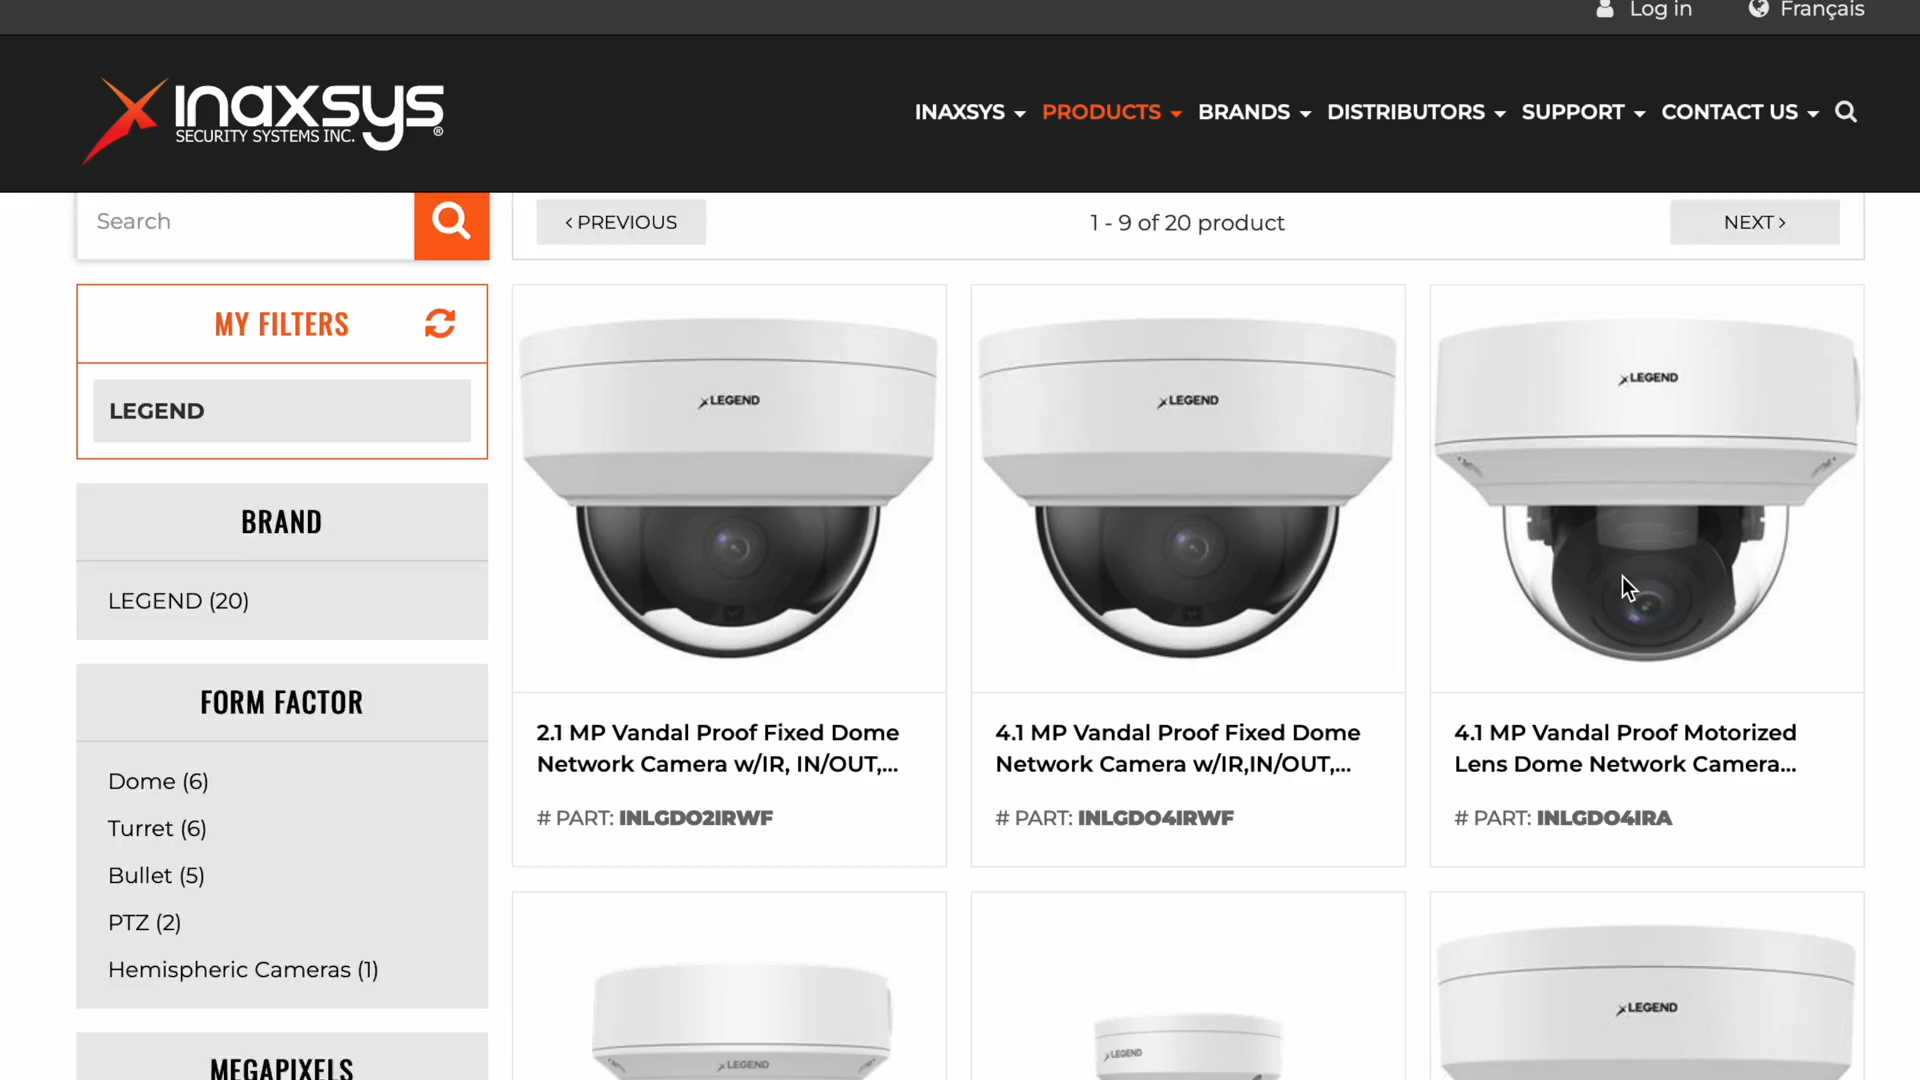 Log in
Français
ınaxsys®
SECURITY SYSTEMS INC.
INAXSYS
PRODUCTS
BRANDS
DISTRIBUTORS
SUPPORT
CONTACT US
Search
‹ PREVIOUS
1 - 9 of 20 product
NEXT ›
MY FILTERS
LEGEND
BRAND
LEGEND (20)
FORM FACTOR
Dome (6)
Turret (6)
Bullet (5)
PTZ (2)
Hemispheric Cameras (1)
MEGAPIXELS
LEGEND
2.1 MP Vandal Proof Fixed Dome
Network Camera w/IR, IN/OUT,...
# PART: INLGDO2IRWF
LEGEND
4.1 MP Vandal Proof Fixed Dome
Network Camera w/IR,IN/OUT,...
# PART: INLGDO4IRWF
LEGEND
4.1 MP Vandal Proof Motorized
Lens Dome Network Camera...
# PART: INLGDO4IRA
LEGEND
LEGEND
LEGEND